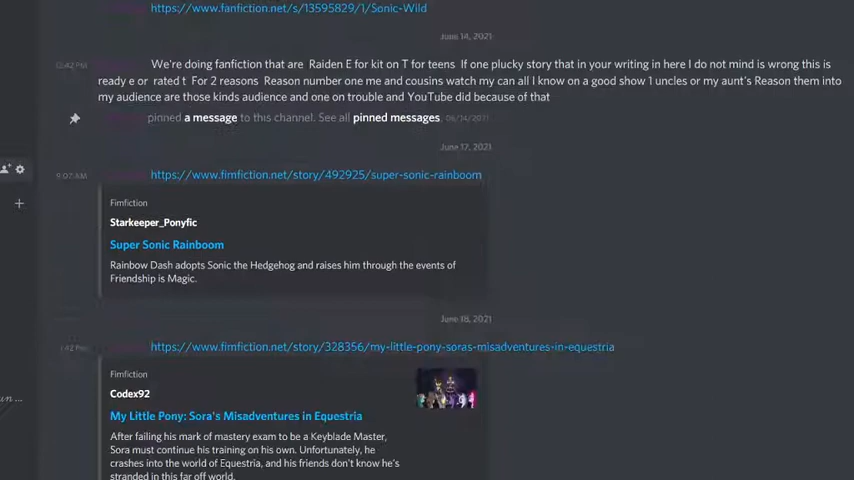 https://www.fanfiction.net/s/13595829/1/Sonic-Wild
June 14, 2021
We're doing fanfiction that are Raiden E for kit on T for teens If one plucky story that in your writing in here I do not mind is wrong this is
ready e or rated t For 2 reasons Reason number one me and cousins watch my can all I know on a good show 1 uncles or my aunt's Reason them into
my audience are those kinds audience and one on trouble and YouTube did because of that
pinned a message to this channel. See all pinned messages. 06/14/2021
June 17, 2021
9:07 AM https://www.fimfiction.net/story/492925/super-sonic-rainboom
Fimfiction
Starkeeper_Ponyfic
Super Sonic Rainboom
Rainbow Dash adopts Sonic the Hedgehog and raises him through the events of
Friendship is Magic.
June 18, 2021
https://www.fimfiction.net/story/328356/my-little-pony-soras-misadventures-in-equestria
Fimfiction
Codex92
My Little Pony: Sora's Misadventures in Equestria
After failing his mark of mastery exam to be a Keyblade Master,
Sora must continue his training on his own. Unfortunately, he
crashes into the world of Equestria, and his friends don't know he's
stranded in this far off world.